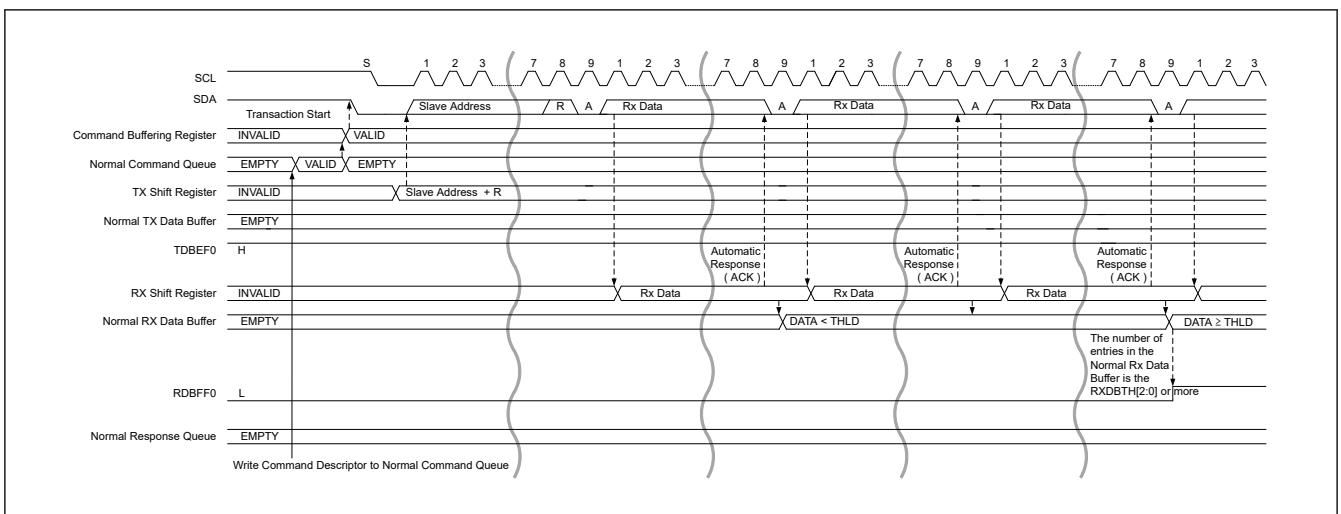 S 1 2 3 7 8 9 1 2 3 7 8 9 1 2 3 7 8 9 1 2 3 7 8 9 1 2 3
SCL
SDA Transaction Start Slave Address R A Rx Data A Rx Data A Rx Data A
Command Buffering Register INVALID VALID
Normal Command Queue EMPTY VALID EMPTY
TX Shift Register INVALID Slave Address + R
Normal TX Data Buffer EMPTY
TDBEF0 H
Automatic Response ( ACK ) Automatic Response ( ACK ) Automatic Response ( ACK )
RX Shift Register INVALID Rx Data Rx Data Rx Data
Normal RX Data Buffer EMPTY DATA < THLD DATA ≥ THLD
The number of
entries in the
Normal Rx Data
Buffer is the
RXDBTH[2:0] or more
RDBFF0 L
Normal Response Queue EMPTY
Write Command Descriptor to Normal Command Queue